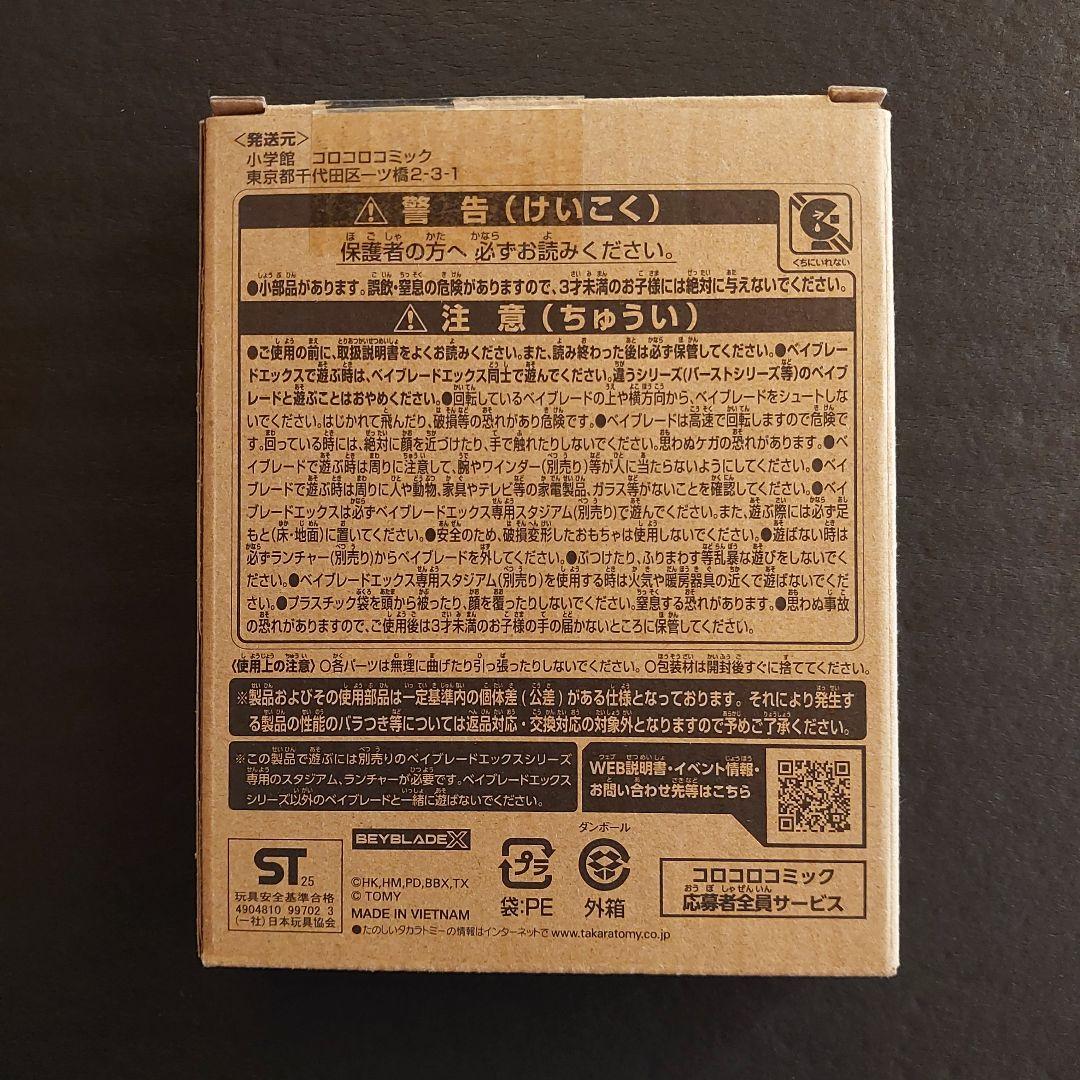 <発送元>
小学館 コロコロコミック
東京都千代田区一ツ橋2-3-1
警 告(けいこく)
保護者の方へ 必ずお読みください。
くちにいれない
●小部品があります。誤飲・窒息の危険がありますので、3才未満のお子様には絶対に与えないでください。
注 意(ちゅうい)
●ご使用の前に、取扱説明書をよくお読みください。また、読み終わった後は必ず保管してください。●ベイブレー
ドエックスで遊ぶ時は、ベイブレードエックス同士で遊んでください。違うシリーズ(バーストシリーズ等)のベイブ
レードと遊ぶことはおやめください。●回転しているベイブレードの上や横方向から、ベイブレードをシュートしな
いでください。はじかれて飛んだり、破損等の恐れがあり危険です。●ベイブレードは高速で回転しますので危険で
す。回っている時には、絶対に顔を近づけたり、手で触れたりしないでください。思わぬケガの恐れがあります。●ベ
イブレードで遊ぶ時は周りに注意して、腕やワインダー(別売り)等が人に当たらないようにしてください。●ベイ
ブレードで遊ぶ時は周りに人や動物、家具やテレビ等の家電製品、ガラス等がないことを確認してください。●ベイ
ブレードエックスは必ずベイブレードエックス専用スタジアム(別売り)で遊んでください。また、遊ぶ際には必ず足
もと(床・地面)に置いてください。●安全のため、破損変形したおもちゃは使用しないでください。●遊ばない時は
必ずランチャー(別売り)からベイブレードを外してください。●ぶつけたり、ふりまわす等乱暴な遊びをしないでく
ださい。●ベイブレードエックス専用スタジアム(別売り)を使用する時は火気や暖房器具の近くで遊ばないでくだ
さい。●プラスチック袋を頭から被ったり、顔を覆ったりしないでください。窒息する恐れがあります。●思わぬ事故
の恐れがありますので、ご使用後は3才未満のお子様の手の届かないところに保管してください。
〈使用上の注意〉○各パーツは無理に曲げたり引っ張ったりしないでください。○包装材は開封後すぐに捨ててください。
※製品およびその使用部品は一定基準内の個体差(公差)がある仕様となっております。それにより発生す
る製品の性能のバラつき等については返品対応・交換対応の対象外となりますので予めご了承ください。
※この製品で遊ぶには別売りのベイブレードエックスシリーズ
専用のスタジアム、ランチャーが必要です。ベイブレードエックス
シリーズ以外のベイブレードと一緒に遊ばないでください。
WEB説明書・イベント情報・
お問い合わせ先等はこちら
ST 25
玩具安全基準合格
4904810 99702 3
(一社)日本玩具協会
BEYBLADE X
©HK,HM,PD,BBX,TX
© TOMY
MADE IN VIETNAM
●たのしいタカラトミーの情報はインターネットで www.takaratomy.co.jp
プラ
袋:PE
ダンボール
外箱
コロコロコミック
応募者全員サービス